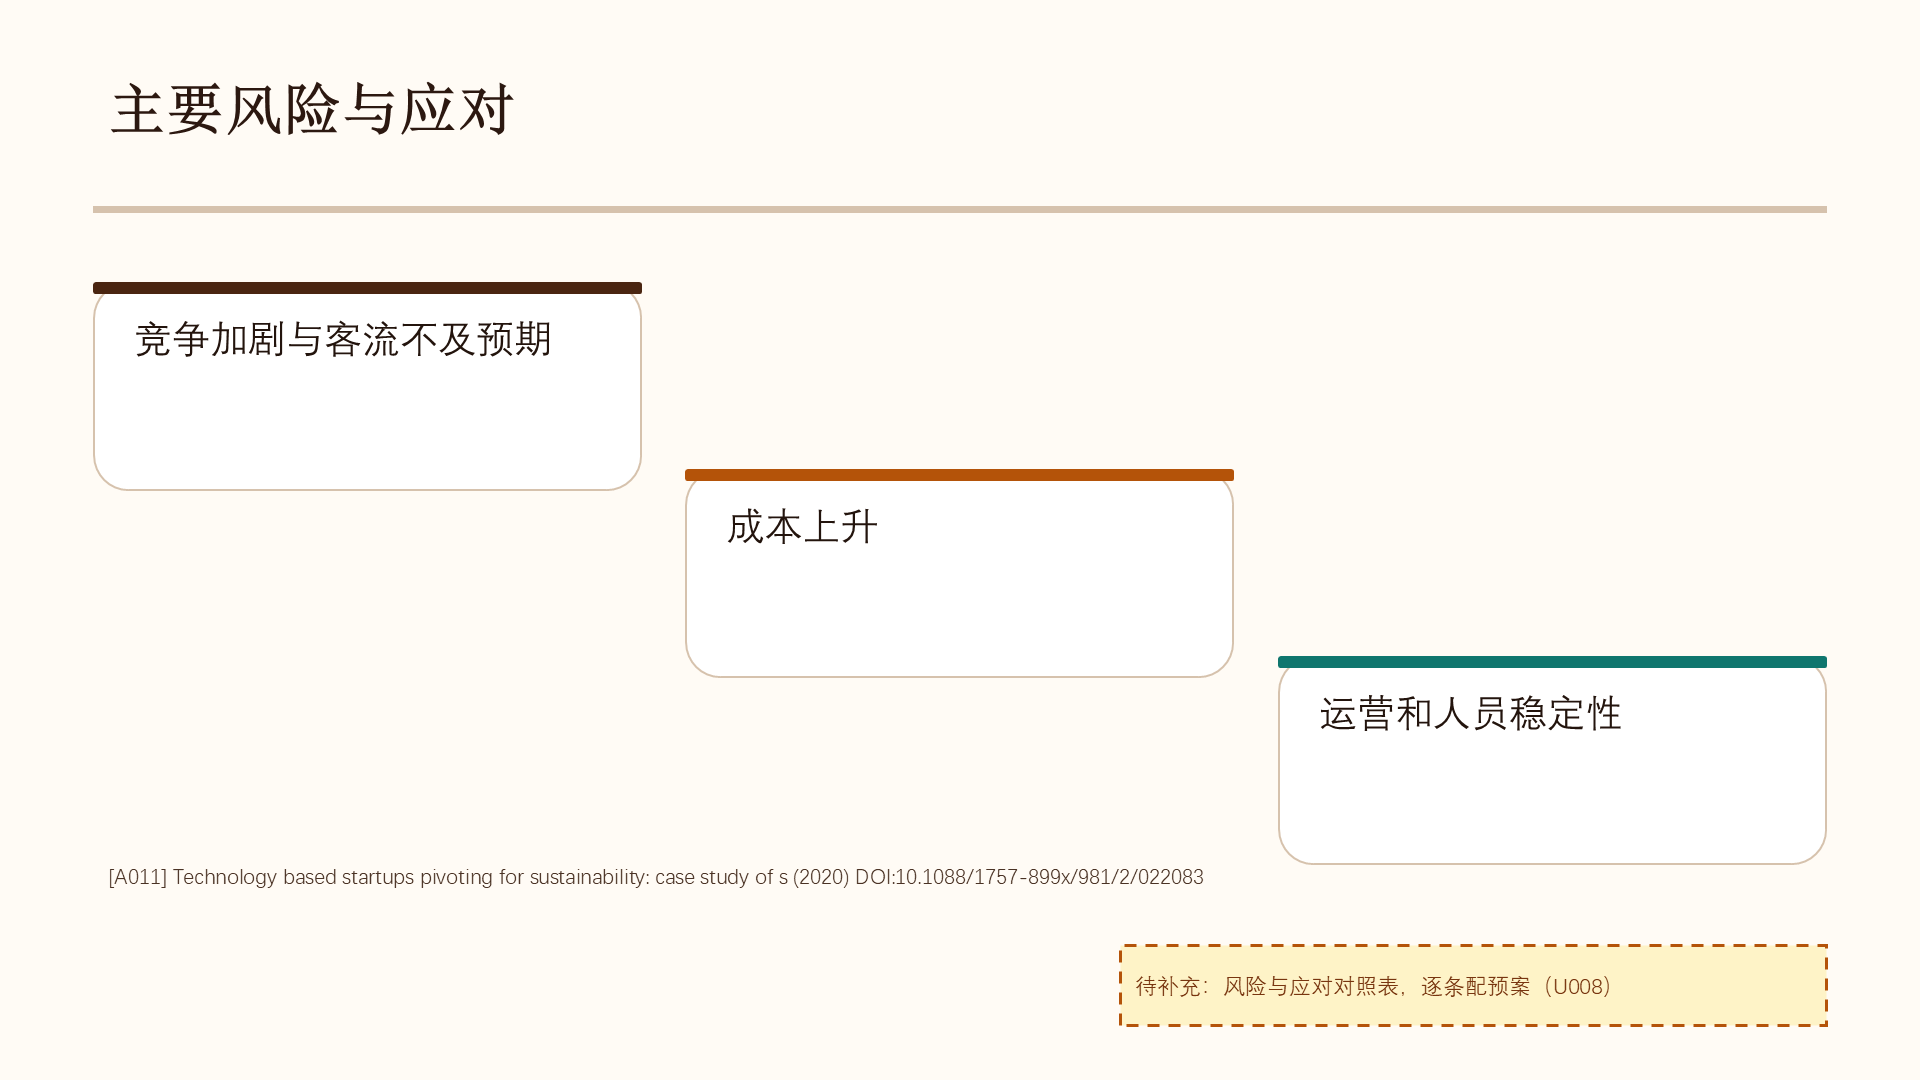 主要风险与应对
竞争加剧与客流不及预期
成本上升
运营和人员稳定性
[A011] Technology based startups pivoting for sustainability: case study of s (2020) DOI:10.1088/1757-899x/981/2/022083
待补充：风险与应对对照表，逐条配预案（U008）